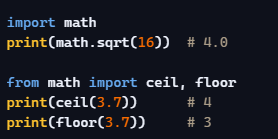 import math
print(math.sqrt(16))  # 4.0

from math import ceil, floor
print(ceil(3.7))       # 4
print(floor(3.7))      # 3